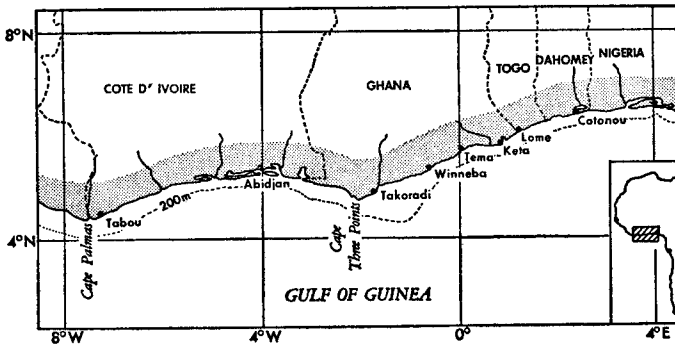 8°N
COTE D' IVOIRE
GHANA
TOGO
DAHOMEY
NIGERIA
Cotonou
Lome
Keta
Tema
Winneba
Takoradi
Abidjan
Tabou
200m
4°N
Cape Palmas
Cape Three Points
GULF OF GUINEA
8°W
4°W
0°
4°E